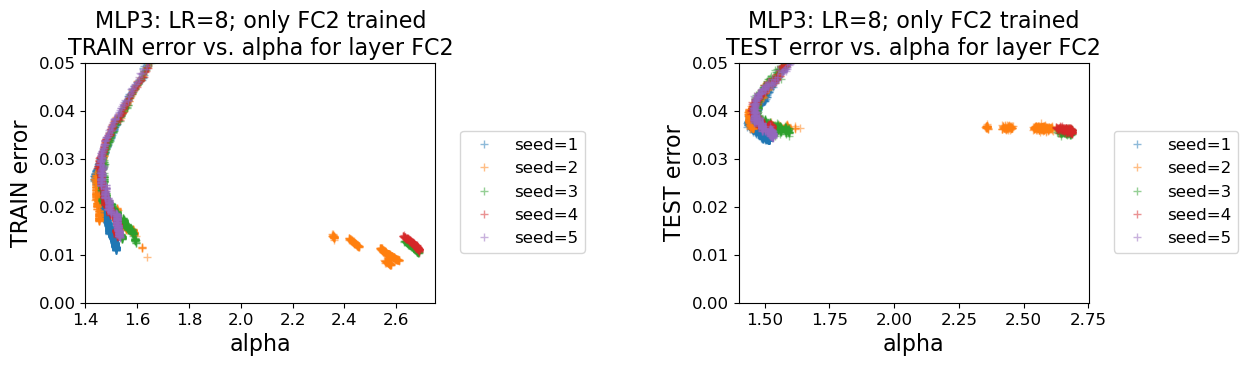 MLP3: LR=8; only FC2 trained
TRAIN error vs. alpha for layer FC2
TRAIN error
0.05
0.04
0.03
0.02
0.01
0.00
1.4
1.6
1.8
2.0
2.2
2.4
2.6
alpha
seed=1
seed=2
seed=3
seed=4
seed=5
MLP3: LR=8; only FC2 trained
TEST error vs. alpha for layer FC2
TEST error
0.05
0.04
0.03
0.02
0.01
0.00
1.50
1.75
2.00
2.25
2.50
2.75
alpha
seed=1
seed=2
seed=3
seed=4
seed=5